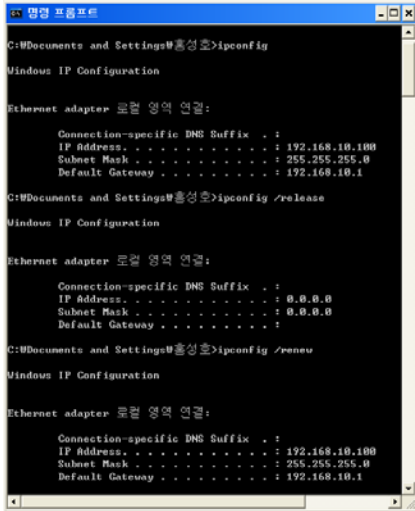 명령 프롬프트
C:₩Documents and Settings₩홍성호>ipconfig
Windows IP Configuration
Ethernet adapter 로컬 영역 연결:
Connection-specific DNS Suffix . :
IP Address. . . . . . . . . . . . : 192.168.10.100
Subnet Mask . . . . . . . . . . . : 255.255.255.0
Default Gateway . . . . . . . . . : 192.168.10.1
C:₩Documents and Settings₩홍성호>ipconfig /release
Windows IP Configuration
Ethernet adapter 로컬 영역 연결:
Connection-specific DNS Suffix . :
IP Address. . . . . . . . . . . . : 0.0.0.0
Subnet Mask . . . . . . . . . . . : 0.0.0.0
Default Gateway . . . . . . . . . :
C:₩Documents and Settings₩홍성호>ipconfig /renew
Windows IP Configuration
Ethernet adapter 로컬 영역 연결:
Connection-specific DNS Suffix . :
IP Address. . . . . . . . . . . . : 192.168.10.100
Subnet Mask . . . . . . . . . . . : 255.255.255.0
Default Gateway . . . . . . . . . : 192.168.10.1